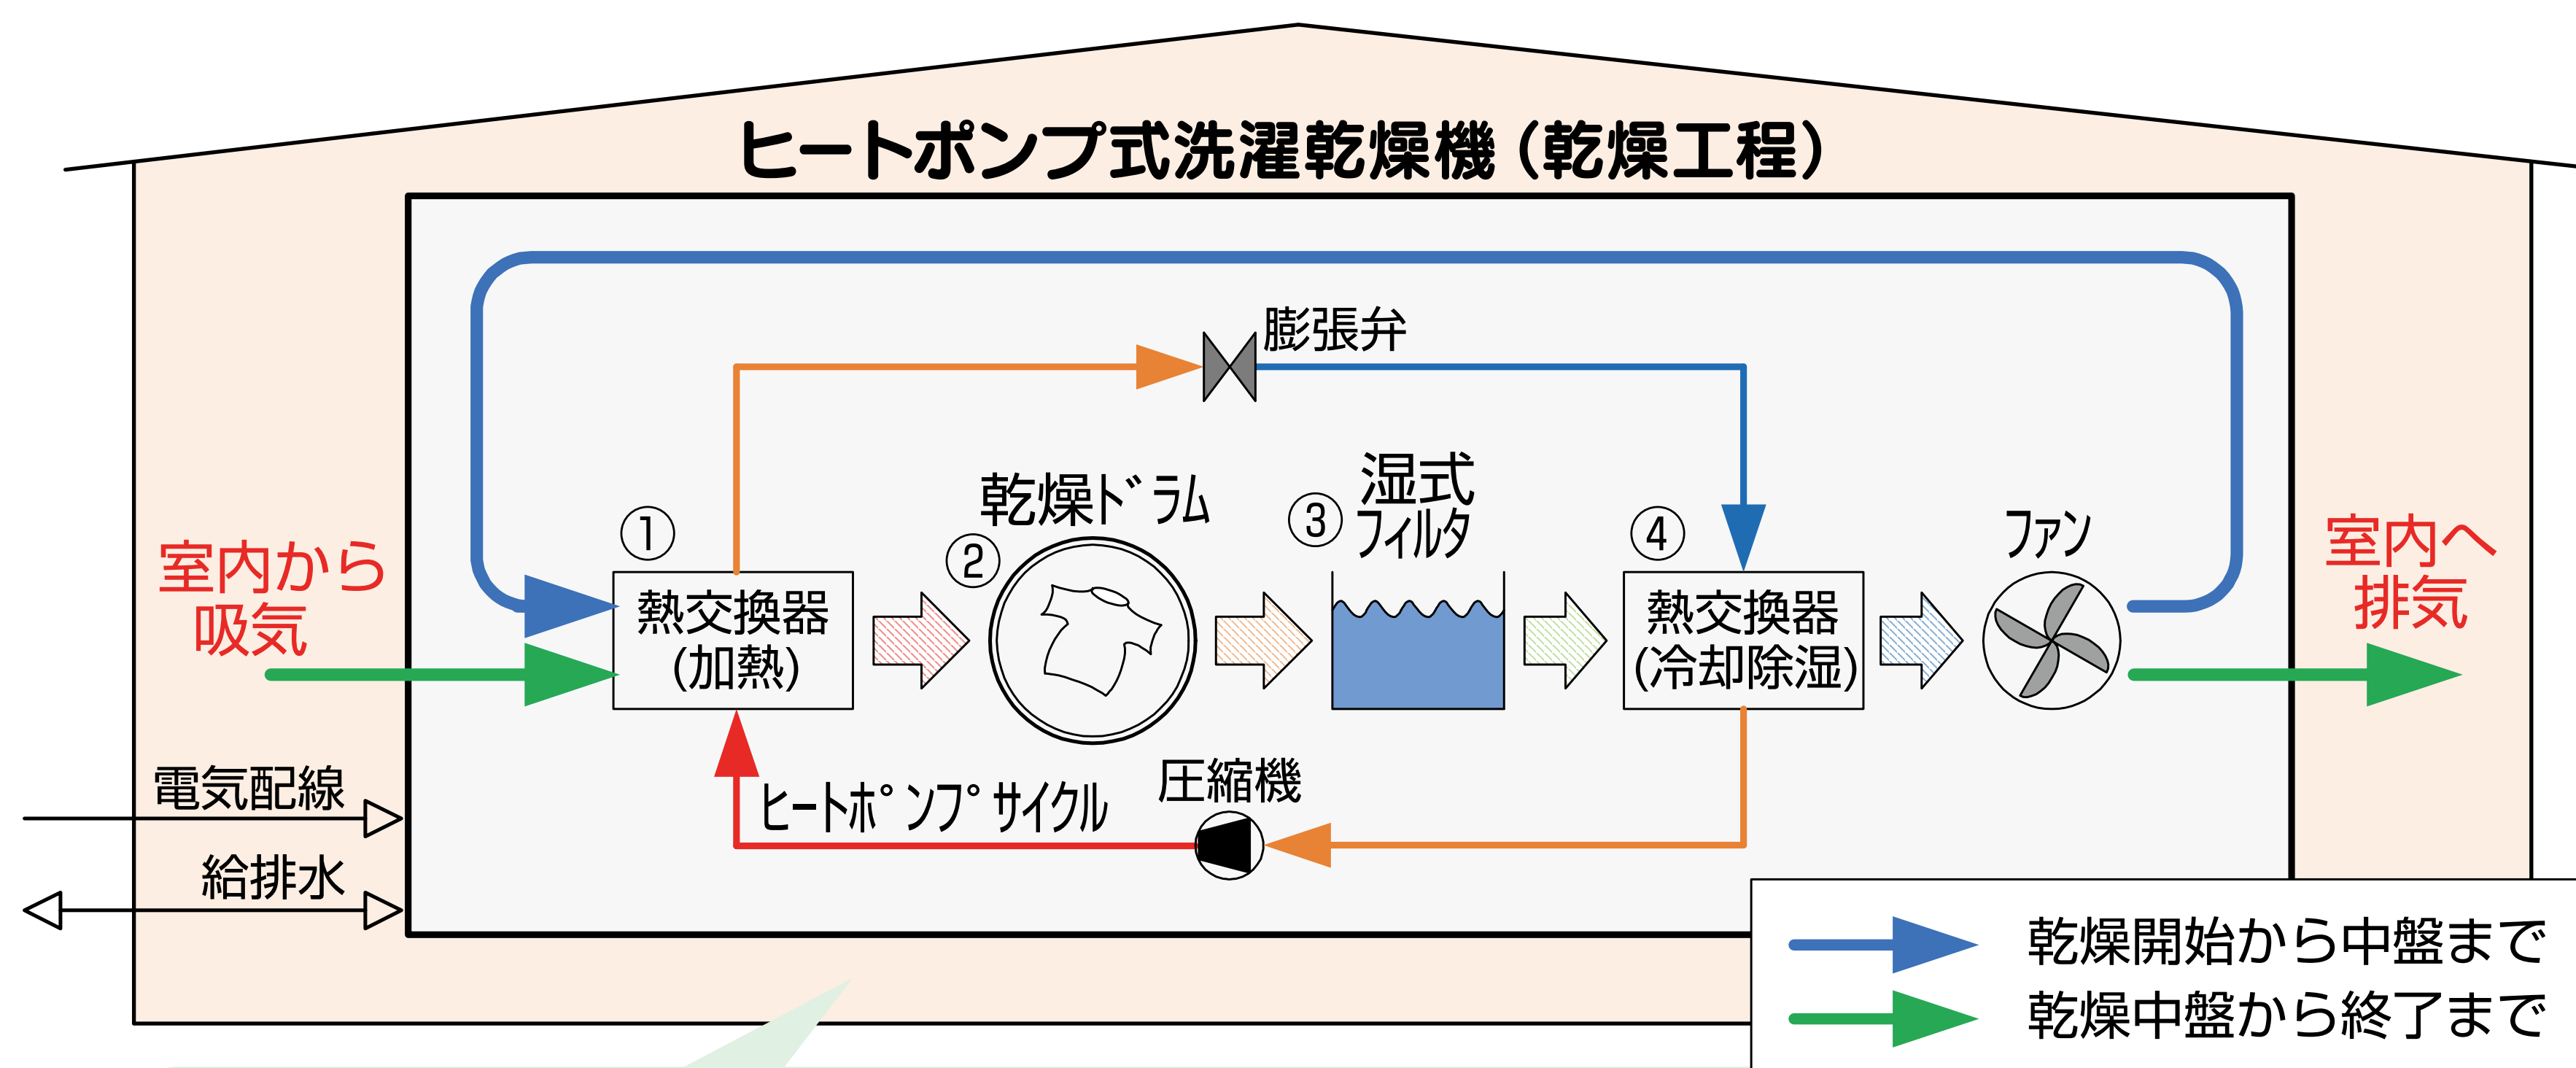 ヒートポンプ式洗濯乾燥機（乾燥工程）
膨張弁
①
乾燥ドラム
②
③
湿式
フィルタ
④
ファン
室内から
吸気
室内へ
排気
熱交換器
(加熱)
熱交換器
(冷却除湿)
電気配線
ヒートポンプサイクル
圧縮機
給排水
乾燥開始から中盤まで
乾燥中盤から終了まで